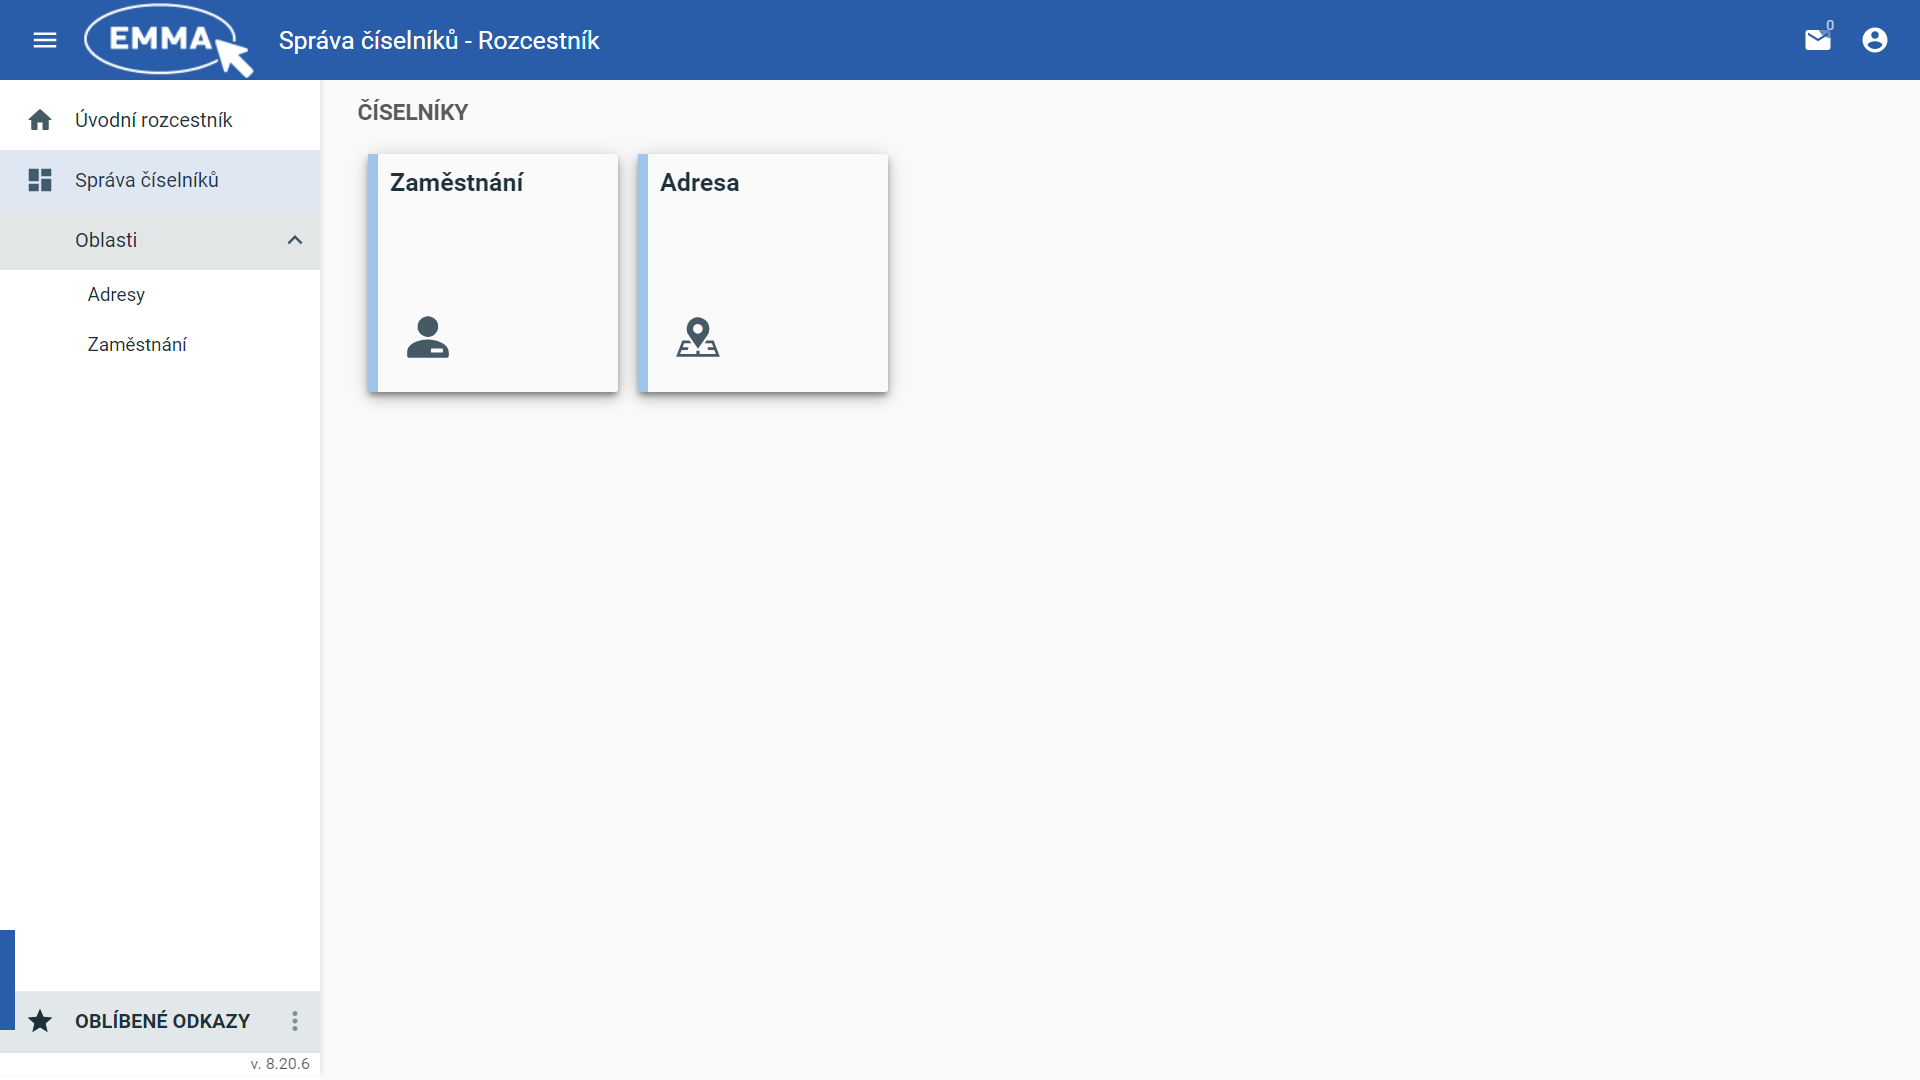 EMMA
Správa číselníků - Rozcestník
0
Úvodní rozcestník
Správa číselníků
Oblasti
Adresy
Zaměstnání
OBLÍBENÉ ODKAZY
v. 8.20.6
ČÍSELNÍKY
Zaměstnání
Adresa